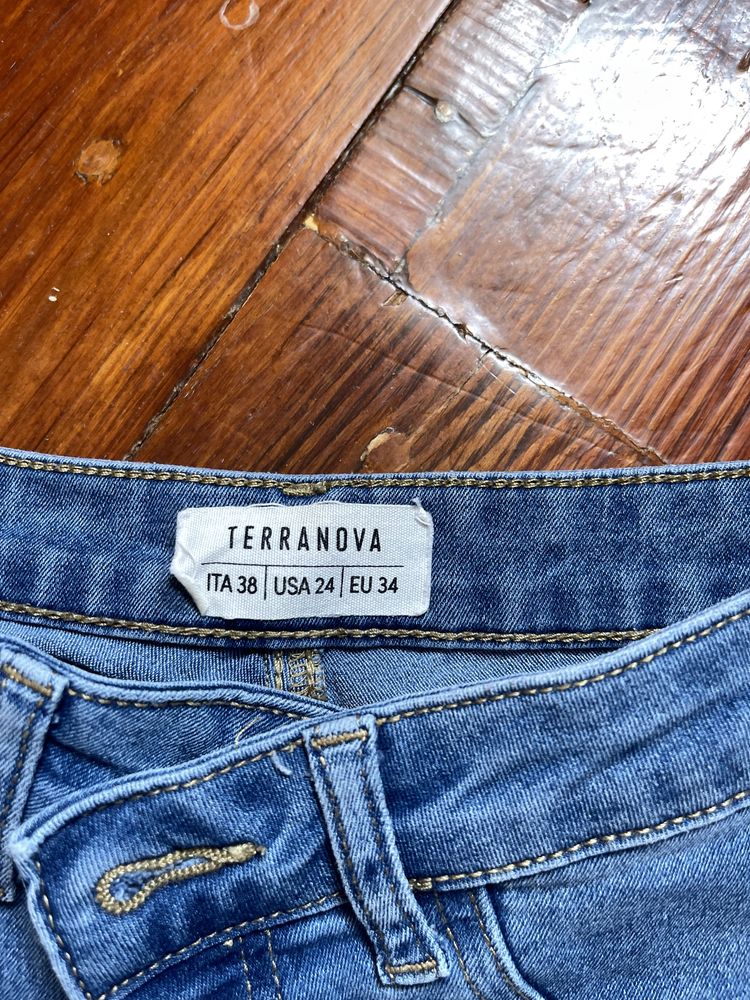 TERRANOVA
ITA 38 | USA 24 | EU 34